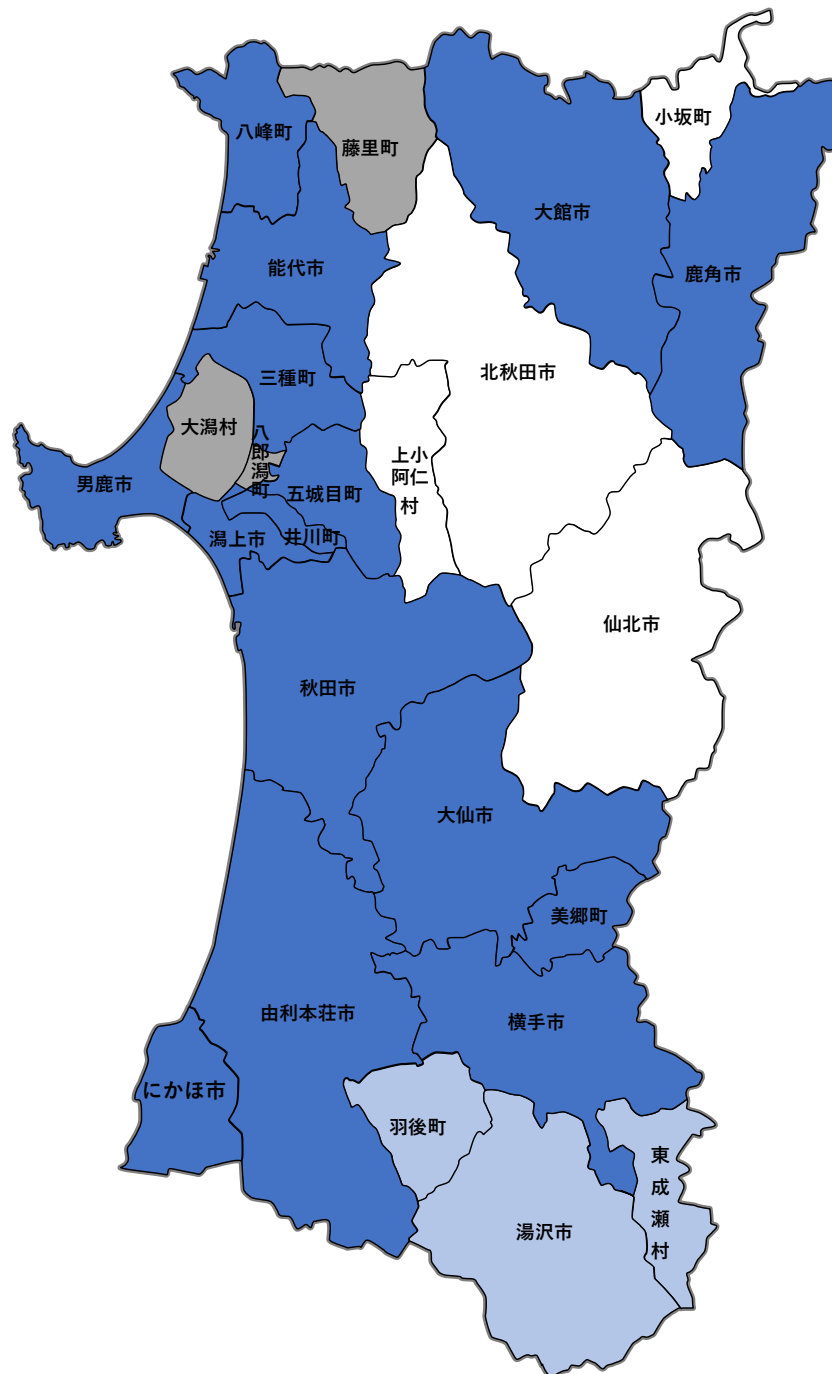 小坂町
八峰町
藤里町
大館市
能代市
鹿角市
北秋田市
三種町
大潟村
八郎潟町
上小阿仁村
男鹿市
五城目町
潟上市
井川町
仙北市
秋田市
大仙市
美郷町
由利本荘市
横手市
にかほ市
羽後町
東成瀬村
湯沢市